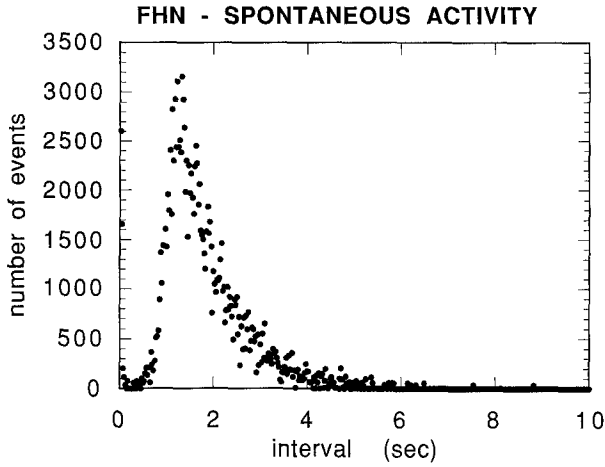 FHN - SPONTANEOUS ACTIVITY
3500
3000
2500
2000
1500
1000
500
0
number of events
0 2 4 6 8 10
interval (sec)